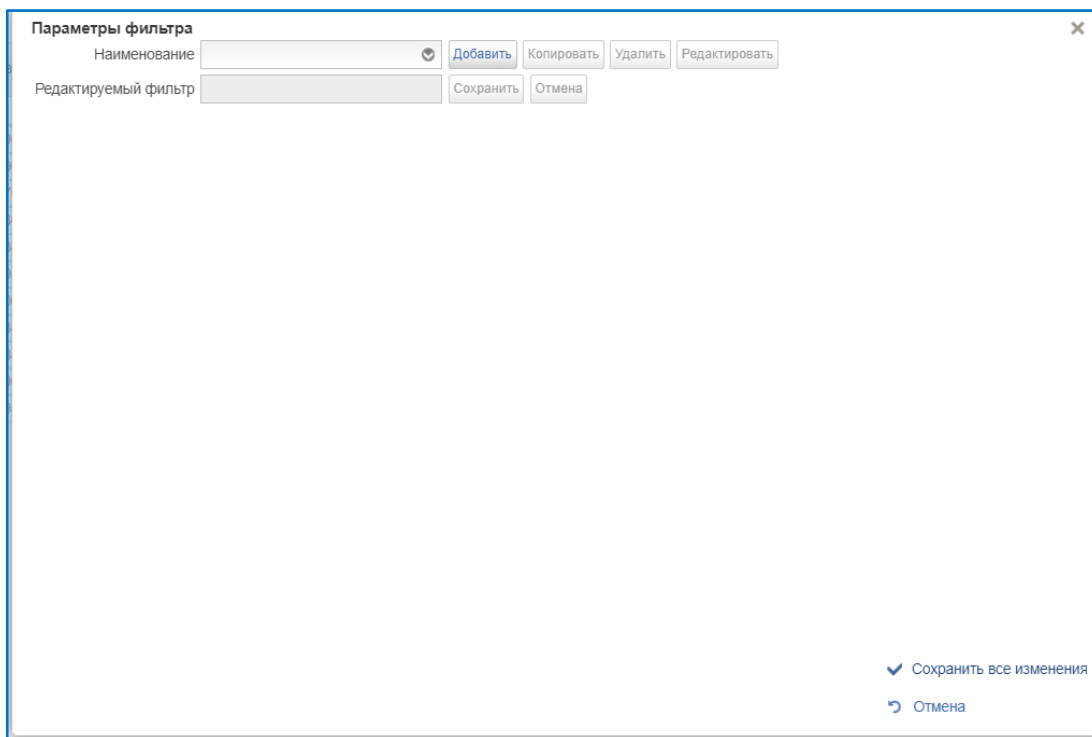 Параметры фильтра
Наименование Добавить Копировать Удалить Редактировать
Редактируемый фильтр Сохранить Отмена
Сохранить все изменения
Отмена